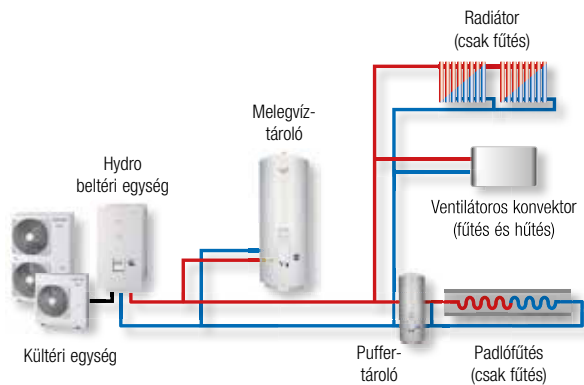 Radiátor
(csak fűtés)
Melegvíz-
tároló
Hydro
beltéri egység
Ventilátoros konvektor
(fűtés és hűtés)
Kültéri egység
Puffer-
tároló
Padlófűtés
(csak fűtés)